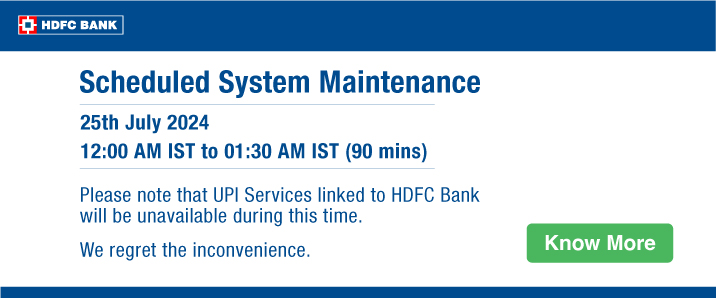 HDFC BANK
Scheduled System Maintenance
25th July 2024
12:00 AM IST to 01:30 AM IST (90 mins)
Please note that UPI Services linked to HDFC Bank
will be unavailable during this time.
We regret the inconvenience.
Know More